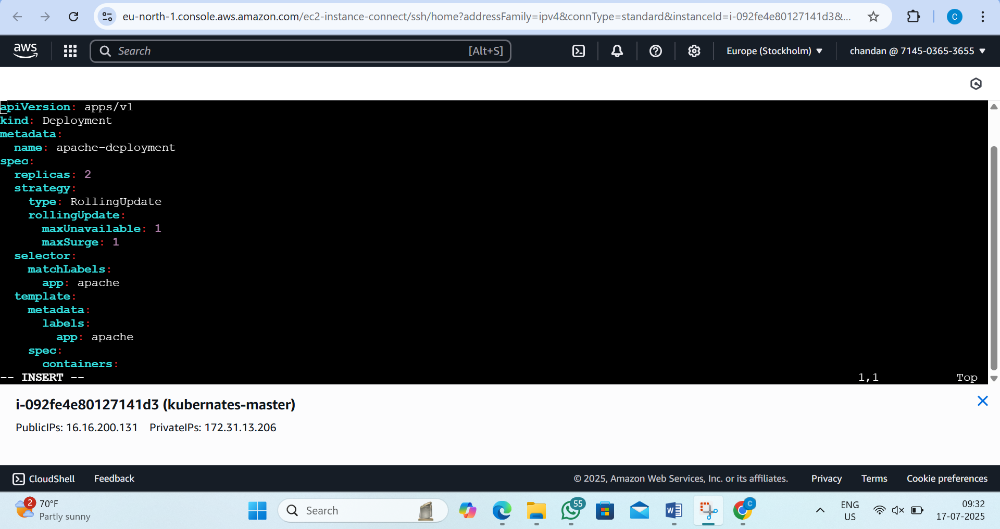 eu-north-1.console.aws.amazon.com/ec2-instance-connect/ssh/home?addressFamily=ipv4&connType=standard&instanceId=i-092fe4e80127141d3&...
C
aws
Search
[Alt+S]
Europe (Stockholm)
chandan @ 7145-0365-3655
apiVersion: apps/v1
kind: Deployment
metadata:
  name: apache-deployment
spec:
  replicas: 2
  strategy:
    type: RollingUpdate
    rollingUpdate:
      maxUnavailable: 1
      maxSurge: 1
  selector:
    matchLabels:
      app: apache
  template:
    metadata:
      labels:
        app: apache
    spec:
      containers:
-- INSERT --
1,1
Top
i-092fe4e80127141d3 (kubernates-master)
PublicIPs: 16.16.200.131 PrivateIPs: 172.31.13.206
CloudShell
Feedback
© 2025, Amazon Web Services, Inc. or its affiliates.
Privacy
Terms
Cookie preferences
2
70°F
Partly sunny
Search
55
W
C
ENG
US
09:32
17-07-2025